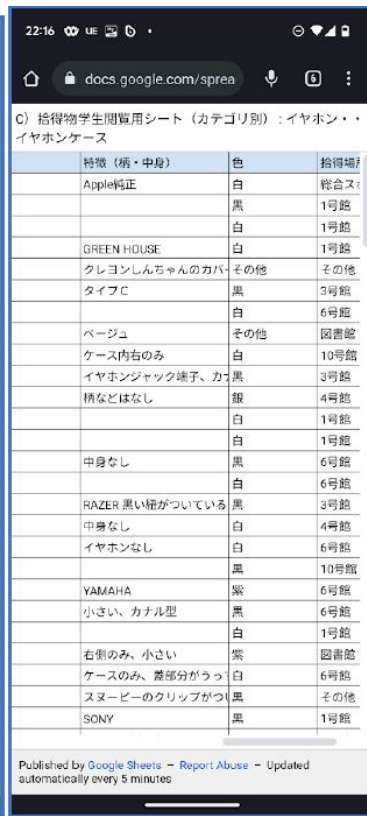 22:16 UE
docs.google.com/sprea 6
C）拾得物学生閲覧用シート（カテゴリ別）：イヤホン・・
イヤホンケース
特徴（柄・中身） 色 拾得場所
Apple純正 白 総合スポ
黒 1号館
白 1号館
GREEN HOUSE 白 1号館
クレヨンしんちゃんのカバー その他 その他
タイプC 黒 3号館
白 6号館
ベージュ その他 図書館
ケース内右のみ 白 10号館
イヤホンジャック端子、カナ 黒 3号館
柄などはなし 銀 4号館
白 1号館
白 1号館
中身なし 黒 6号館
白 6号館
RAZER 黒い紐がついている 黒 3号館
中身なし 白 4号館
イヤホンなし 白 6号館
黒 10号館
YAMAHA 紫 6号館
小さい、カナル型 黒 6号館
白 1号館
右側のみ、小さい 紫 図書館
ケースのみ、蓋部分がうっす 白 6号館
スヌーピーのクリップがつい 黒 その他
SONY 黒 1号館
Published by Google Sheets – Report Abuse – Updated
automatically every 5 minutes